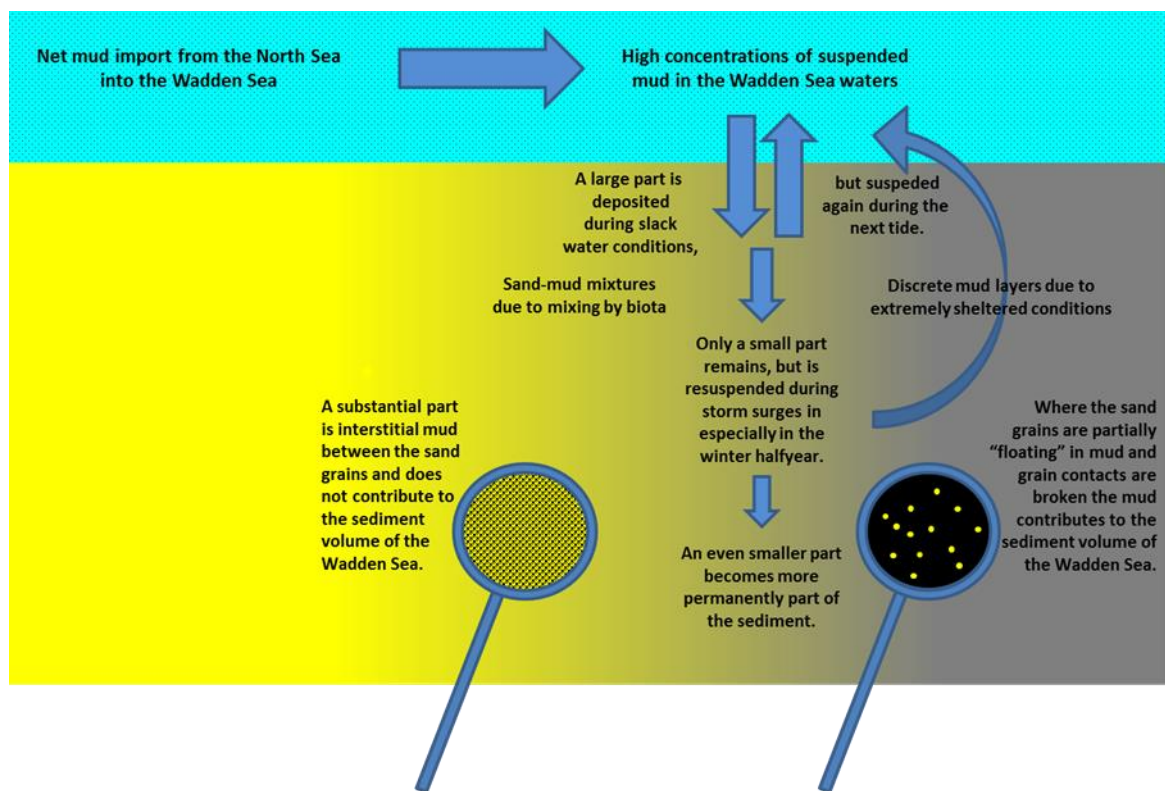 Net mud import from the North Sea
into the Wadden Sea
High concentrations of suspended
mud in the Wadden Sea waters
A large part is
deposited
during slack
water conditions,
but suspeded
again during the
next tide.
Sand-mud mixtures
due to mixing by biota
Discrete mud layers due to
extremely sheltered conditions
Only a small part
remains, but is
resuspended during
storm surges in
especially in the
winter halfyear.
A substantial part
is interstitial mud
between the sand
grains and does
not contribute to
the sediment
volume of the
Wadden Sea.
Where the sand
grains are partially
“floating” in mud and
grain contacts are
broken the mud
contributes to the
sediment volume of
the Wadden Sea.
An even smaller part
becomes more
permanently part of
the sediment.